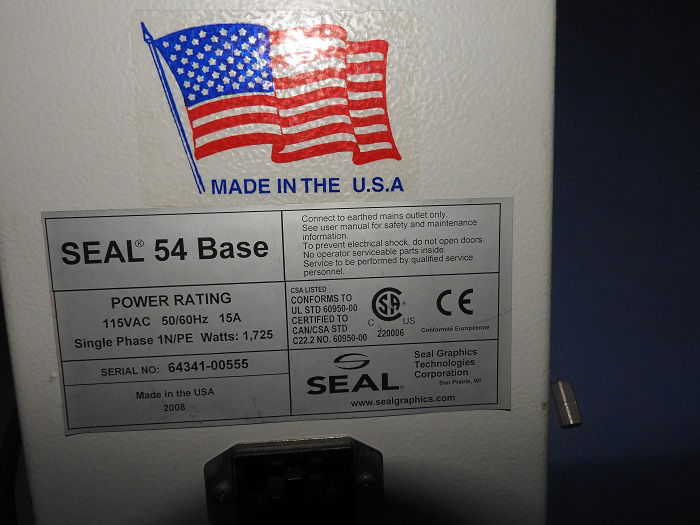 MADE IN THE U.S.A
SEAL® 54 Base
Connect to earthed mains outlet only.
See user manual for safety and maintenance
information.
To prevent electrical shock, do not open doors.
No operator serviceable parts inside.
Service to be performed by qualified service
personnel.
POWER RATING
115VAC 50/60Hz 15A
Single Phase 1N/PE Watts: 1,725
CSA LISTED
CONFORMS TO
UL STD 60950-00
CERTIFIED TO
CAN/CSA STD
C22.2 NO. 60950-00
C US
220006
CE
Conformité Européenne
SERIAL NO: 64341-00555
Made in the USA
2008
SEAL®
Seal Graphics
Technologies
Corporation
Sun Prairie, WI
www.sealgraphics.com